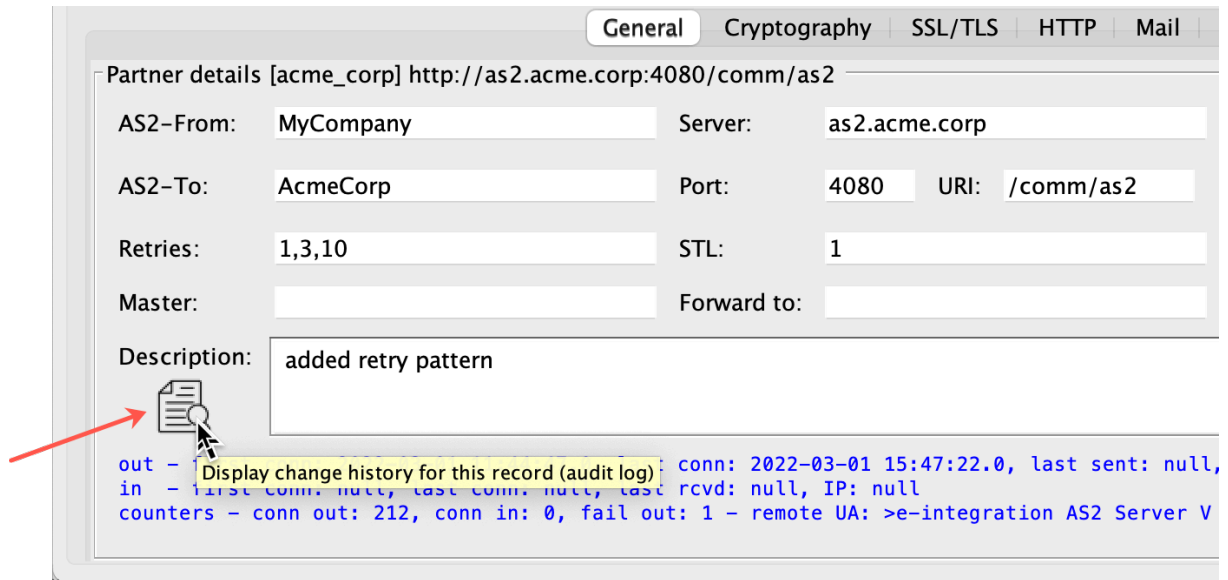 General Cryptography SSL/TLS HTTP Mail
Partner details [acme_corp] http://as2.acme.corp:4080/comm/as2
AS2-From: MyCompany Server: as2.acme.corp
AS2-To: AcmeCorp Port: 4080 URI: /comm/as2
Retries: 1,3,10 STL: 1
Master: Forward to:
Description: added retry pattern
Display change history for this record (audit log)
out - conn: 2022-03-01 15:47:22.0, last sent: null,
in - first conn: null, last conn: null, last rcvd: null, IP: null
counters - conn out: 212, conn in: 0, fail out: 1 - remote UA: >e-integration AS2 Server V